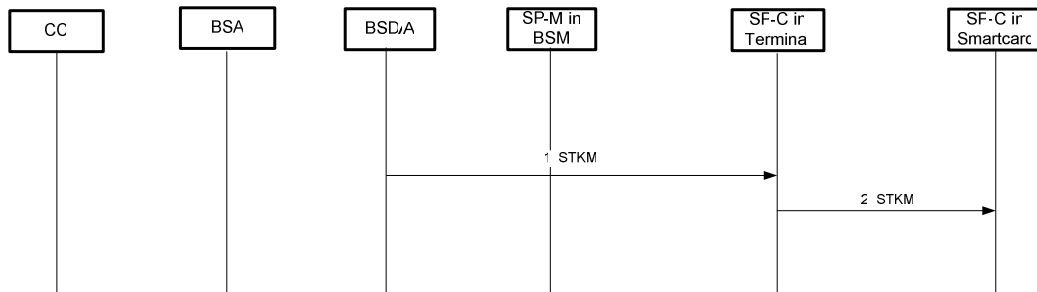 CC
BSA
BSD/A
SP-M in
BSM
SF-C in
Termina
SF-C in
Smartcard
1 STKM
2 STKM